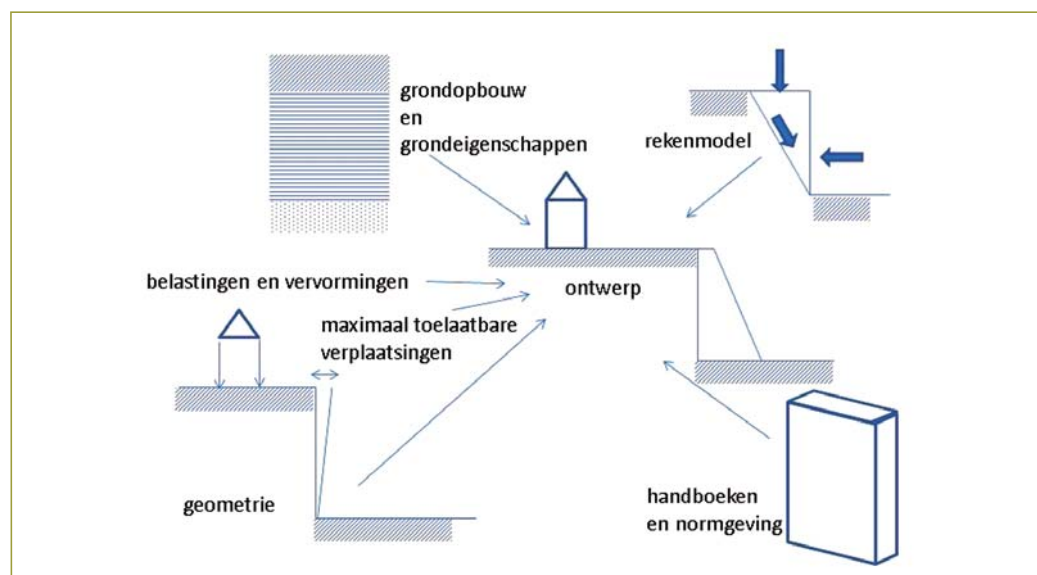 grondopbouw
en
grondeigenschappen
rekenmodel
belastingen en vervormingen
ontwerp
maximaal toelaatbare
verplaatsingen
geometrie
handboeken
en normgeving